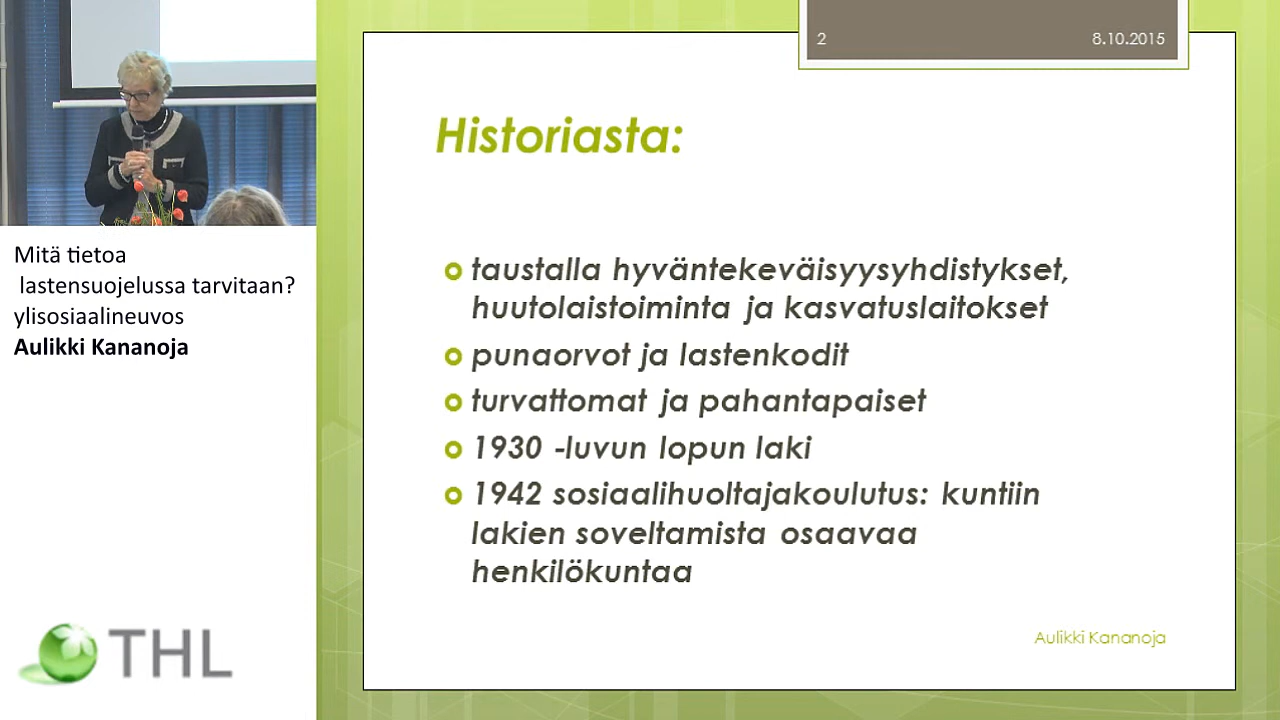 Mitä tietoa
lastensuojelussa tarvitaan?
ylisosiaalineuvos
Aulikki Kananoja
THL
2
8.10.2015
Historiasta:
taustalla hyväntekeväisyysyhdistykset,
huutolaistoiminta ja kasvatuslaitokset
punaorvot ja lastenkodit
turvattomat ja pahantapaiset
1930 -luvun lopun laki
1942 sosiaalihuoltajakoulutus: kuntiin
lakien soveltamista osaavaa
henkilökuntaa
Aulikki Kananoja